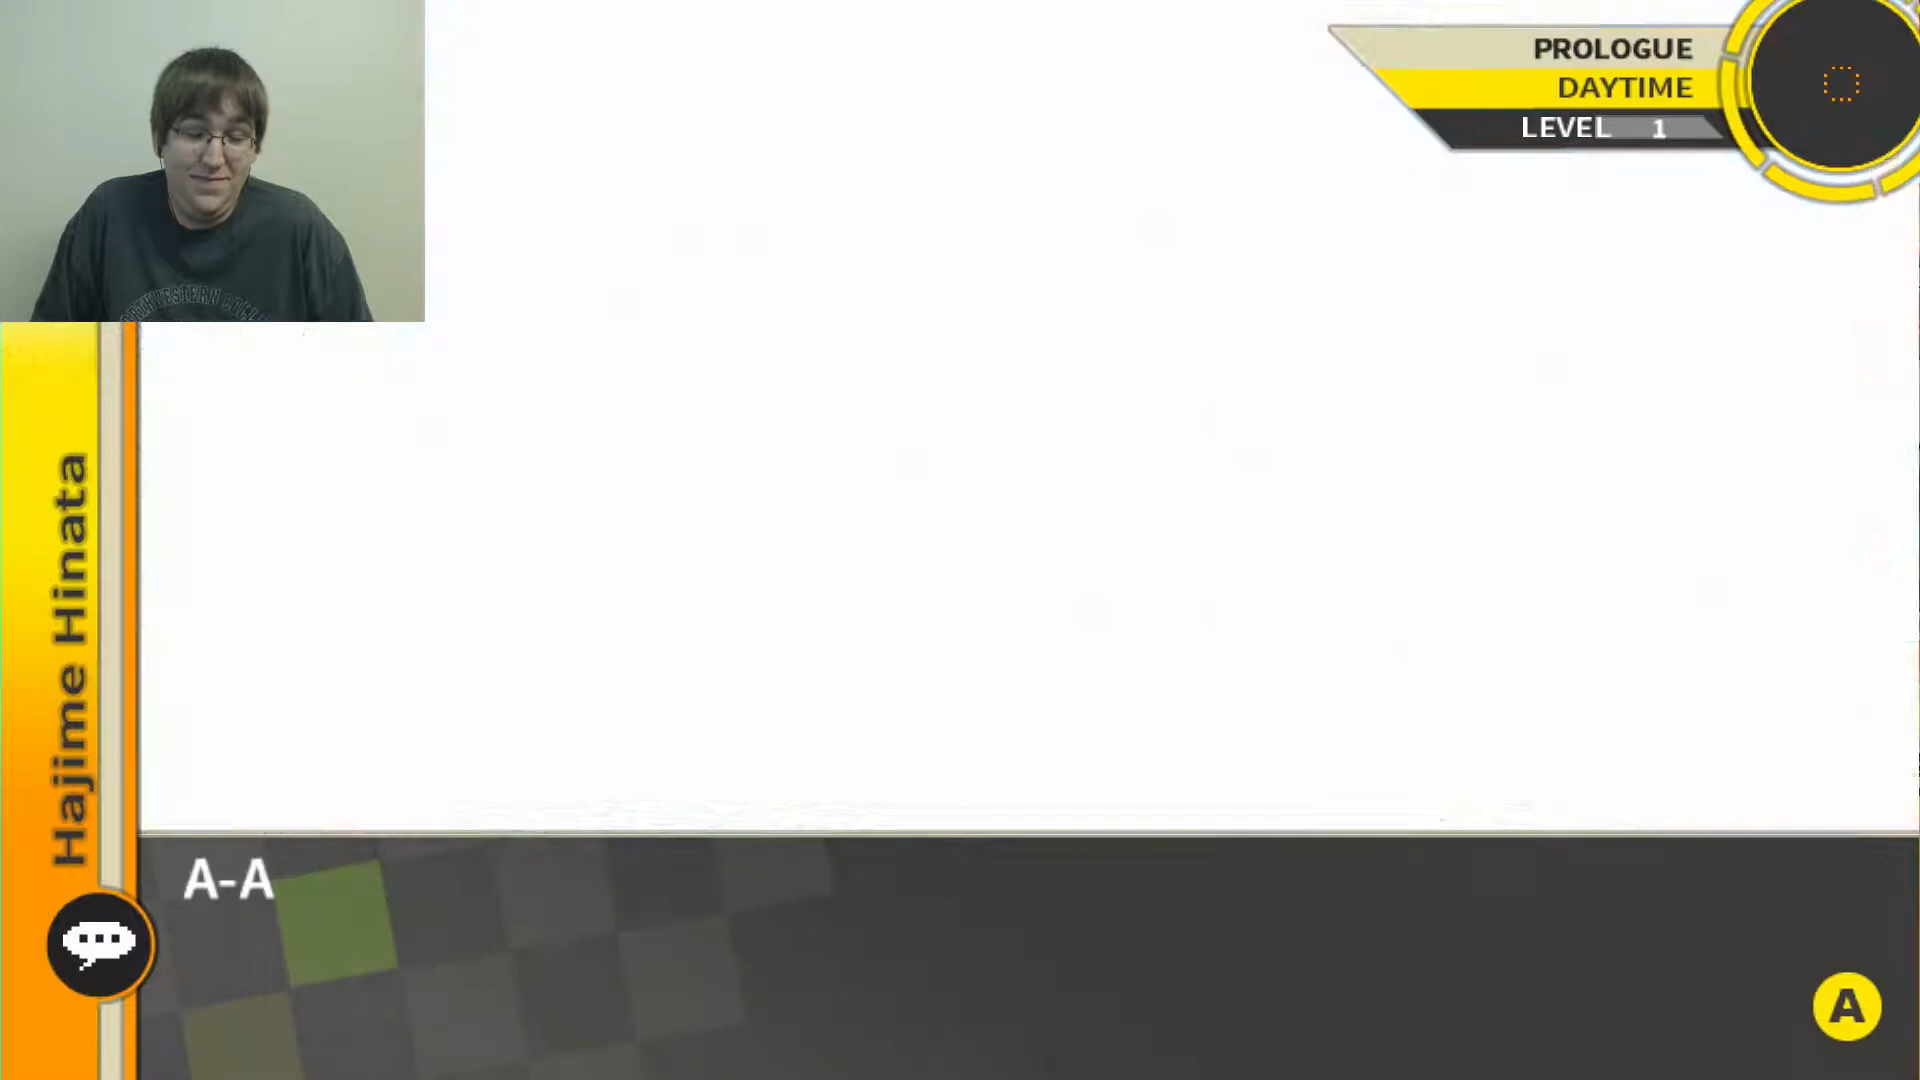 PROLOGUE
DAYTIME
LEVEL 1
Hajime Hinata
A-A
A